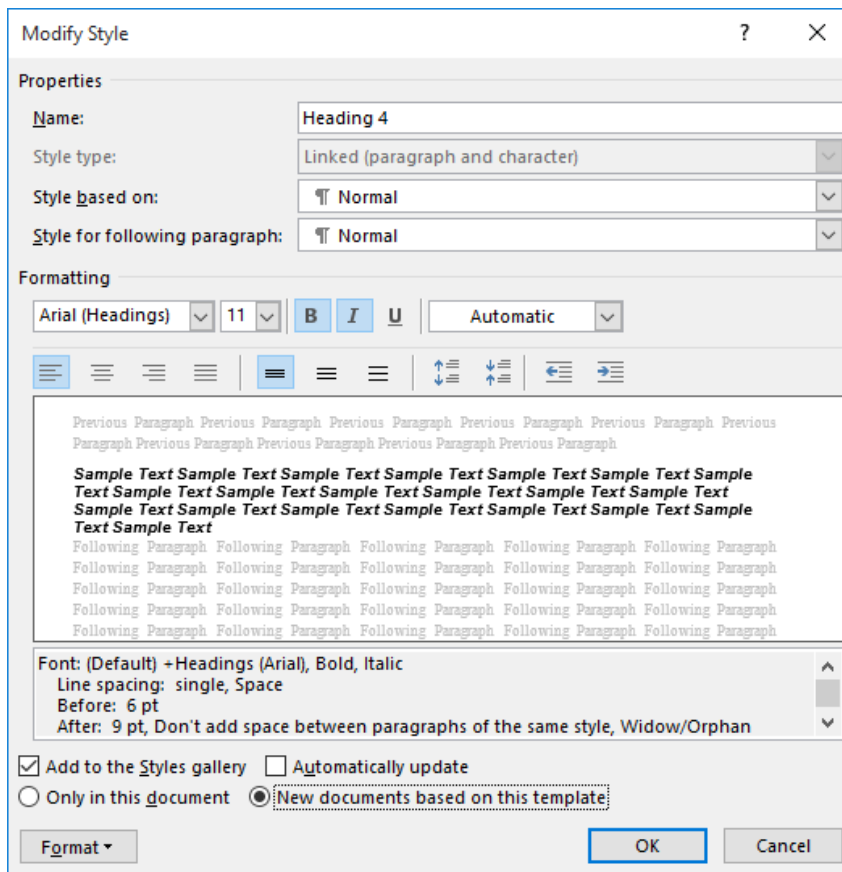 Modify Style ? ×
Properties
Name: Heading 4
Style type: Linked (paragraph and character)
Style based on: ¶ Normal
Style for following paragraph: ¶ Normal
Formatting
Arial (Headings) 11 B I U Automatic
Previous Paragraph Previous Paragraph Previous Paragraph Previous Paragraph Previous Paragraph Previous
Paragraph Previous Paragraph Previous Paragraph Previous Paragraph Previous Paragraph
Sample Text Sample Text Sample Text Sample Text Sample Text Sample Text Sample
Text Sample Text Sample Text Sample Text Sample Text Sample Text Sample Text
Sample Text Sample Text Sample Text Sample Text Sample Text Sample Text Sample
Text Sample Text
Following Paragraph Following Paragraph Following Paragraph Following Paragraph Following Paragraph
Following Paragraph Following Paragraph Following Paragraph Following Paragraph Following Paragraph
Following Paragraph Following Paragraph Following Paragraph Following Paragraph Following Paragraph
Following Paragraph Following Paragraph Following Paragraph Following Paragraph Following Paragraph
Following Paragraph Following Paragraph Following Paragraph Following Paragraph Following Paragraph
Font: (Default) +Headings (Arial), Bold, Italic
Line spacing: single, Space
Before: 6 pt
After: 9 pt, Don't add space between paragraphs of the same style, Widow/Orphan
Add to the Styles gallery Automatically update
Only in this document New documents based on this template
Format OK Cancel